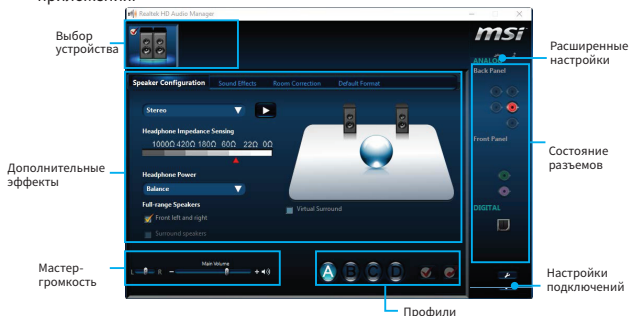 приложения.
Realtek HD Audio Manager
Выбор
устройства
msi
Расширенные
настройки
ANALOG
Back Panel
Speaker Configuration
Sound Effects
Room Correction
Default Format
Stereo
Headphone Impedance Sensing
1000Ω 420Ω 180Ω 60Ω 22Ω 0Ω
Front Panel
Состояние
разъемов
Дополнительные
эффекты
Headphone Power
Balance
Full-range Speakers
Front left and right
Surround speakers
Virtual Surround
DIGITAL
Мастер-
громкость
Main Volume
L R - +
A B C D
Настройки
подключений
Профили